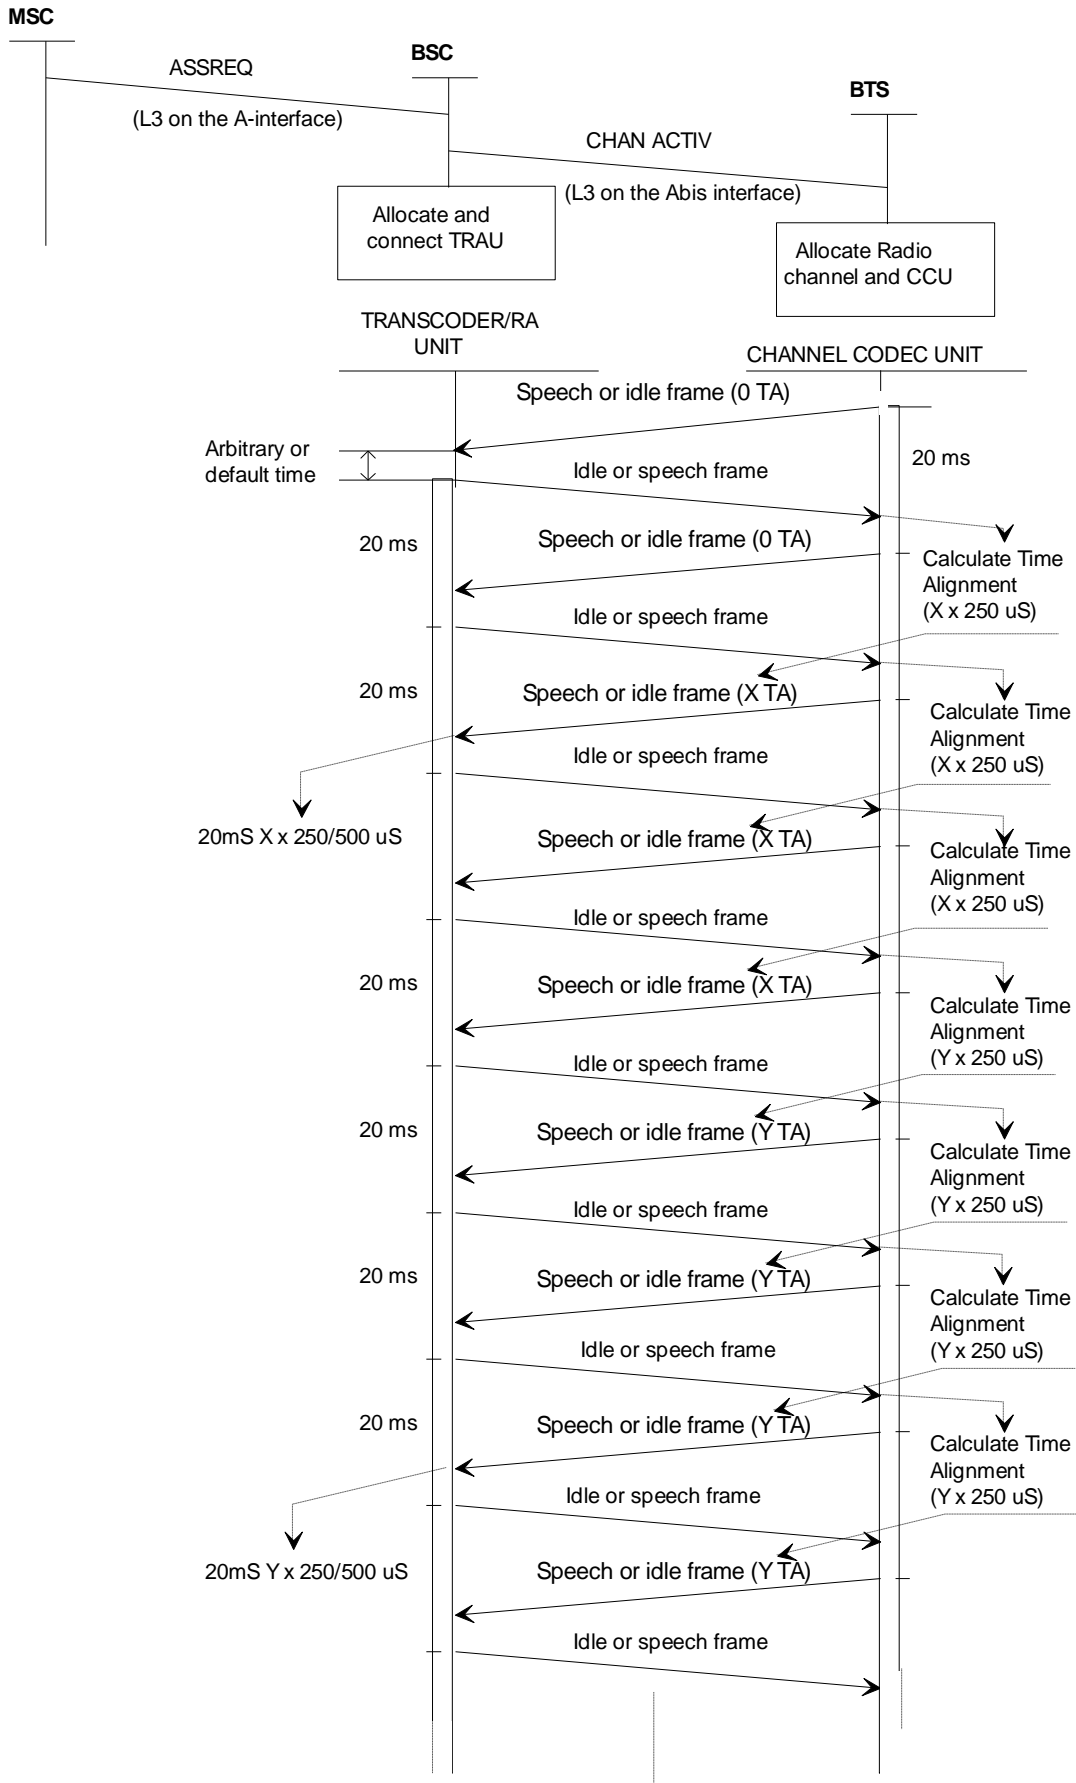 MSC
BSC
ASSREQ
BTS
(L3 on the A-interface)
CHAN ACTIV
(L3 on the Abis interface)
Allocate and
connect TRAU
Allocate Radio
channel and CCU
TRANSCODER/RA
UNIT
CHANNEL CODEC UNIT
Speech or idle frame (0 TA)
Arbitrary or
default time
20 ms
Idle or speech frame
20 ms
Speech or idle frame (0 TA)
Calculate Time
Alignment
(X x 250 uS)
Idle or speech frame
20 ms
Speech or idle frame (X TA)
Calculate Time
Alignment
(X x 250 uS)
Idle or speech frame
20mS X x 250/500 uS
Speech or idle frame (X TA)
Calculate Time
Alignment
(X x 250 uS)
Idle or speech frame
20 ms
Speech or idle frame (X TA)
Calculate Time
Alignment
(Y x 250 uS)
Idle or speech frame
20 ms
Speech or idle frame (Y TA)
Calculate Time
Alignment
(Y x 250 uS)
Idle or speech frame
20 ms
Speech or idle frame (Y TA)
Calculate Time
Alignment
(Y x 250 uS)
Idle or speech frame
20 ms
Speech or idle frame (Y TA)
Calculate Time
Alignment
(Y x 250 uS)
Idle or speech frame
20mS Y x 250/500 uS
Speech or idle frame (Y TA)
Idle or speech frame